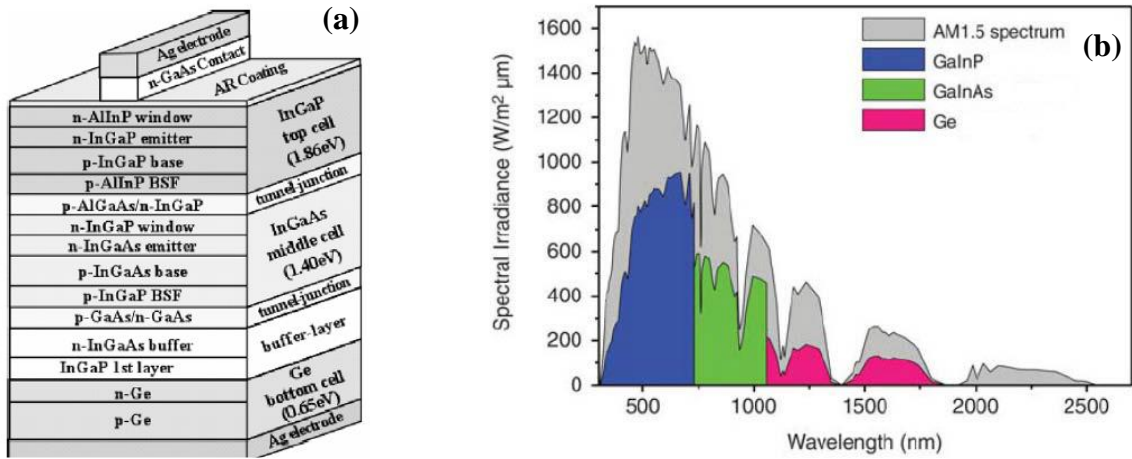 (a)
Ag electrode
n-GaAs Contact
AR Coating
n-AlInP window
n-InGaP emitter
p-InGaP base
p-AlInP BSF
p-AlGaAs/n-InGaP
n-InGaP window
n-InGaAs emitter
p-InGaAs base
p-InGaP BSF
p-GaAs/n-GaAs
n-InGaAs buffer
InGaP 1st layer
n-Ge
p-Ge
InGaP
top cell
(1.86eV)
tunnel-junction
InGaAs
middle cell
(1.40eV)
tunnel-junction
buffer-layer
Ge
bottom cell
(0.65eV)
Ag electrode
(b)
AM1.5 spectrum
GaInP
GaInAs
Ge
Spectral Irradiance (W/m² µm)
1600
1400
1200
1000
800
600
400
200
0
500
1000
1500
2000
2500
Wavelength (nm)